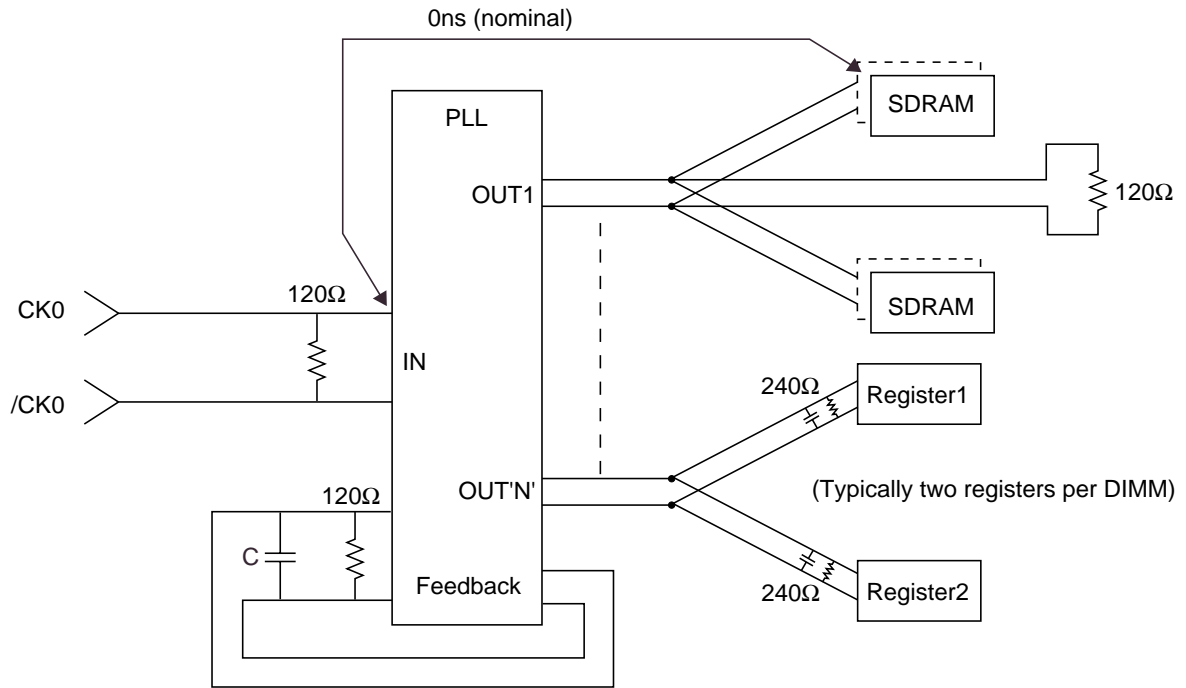 0ns (nominal)
PLL
SDRAM
OUT1
120Ω
SDRAM
120Ω
CK0
IN
/CK0
240Ω
Register1
120Ω
OUT'N'
(Typically two registers per DIMM)
C
Feedback
240Ω
Register2